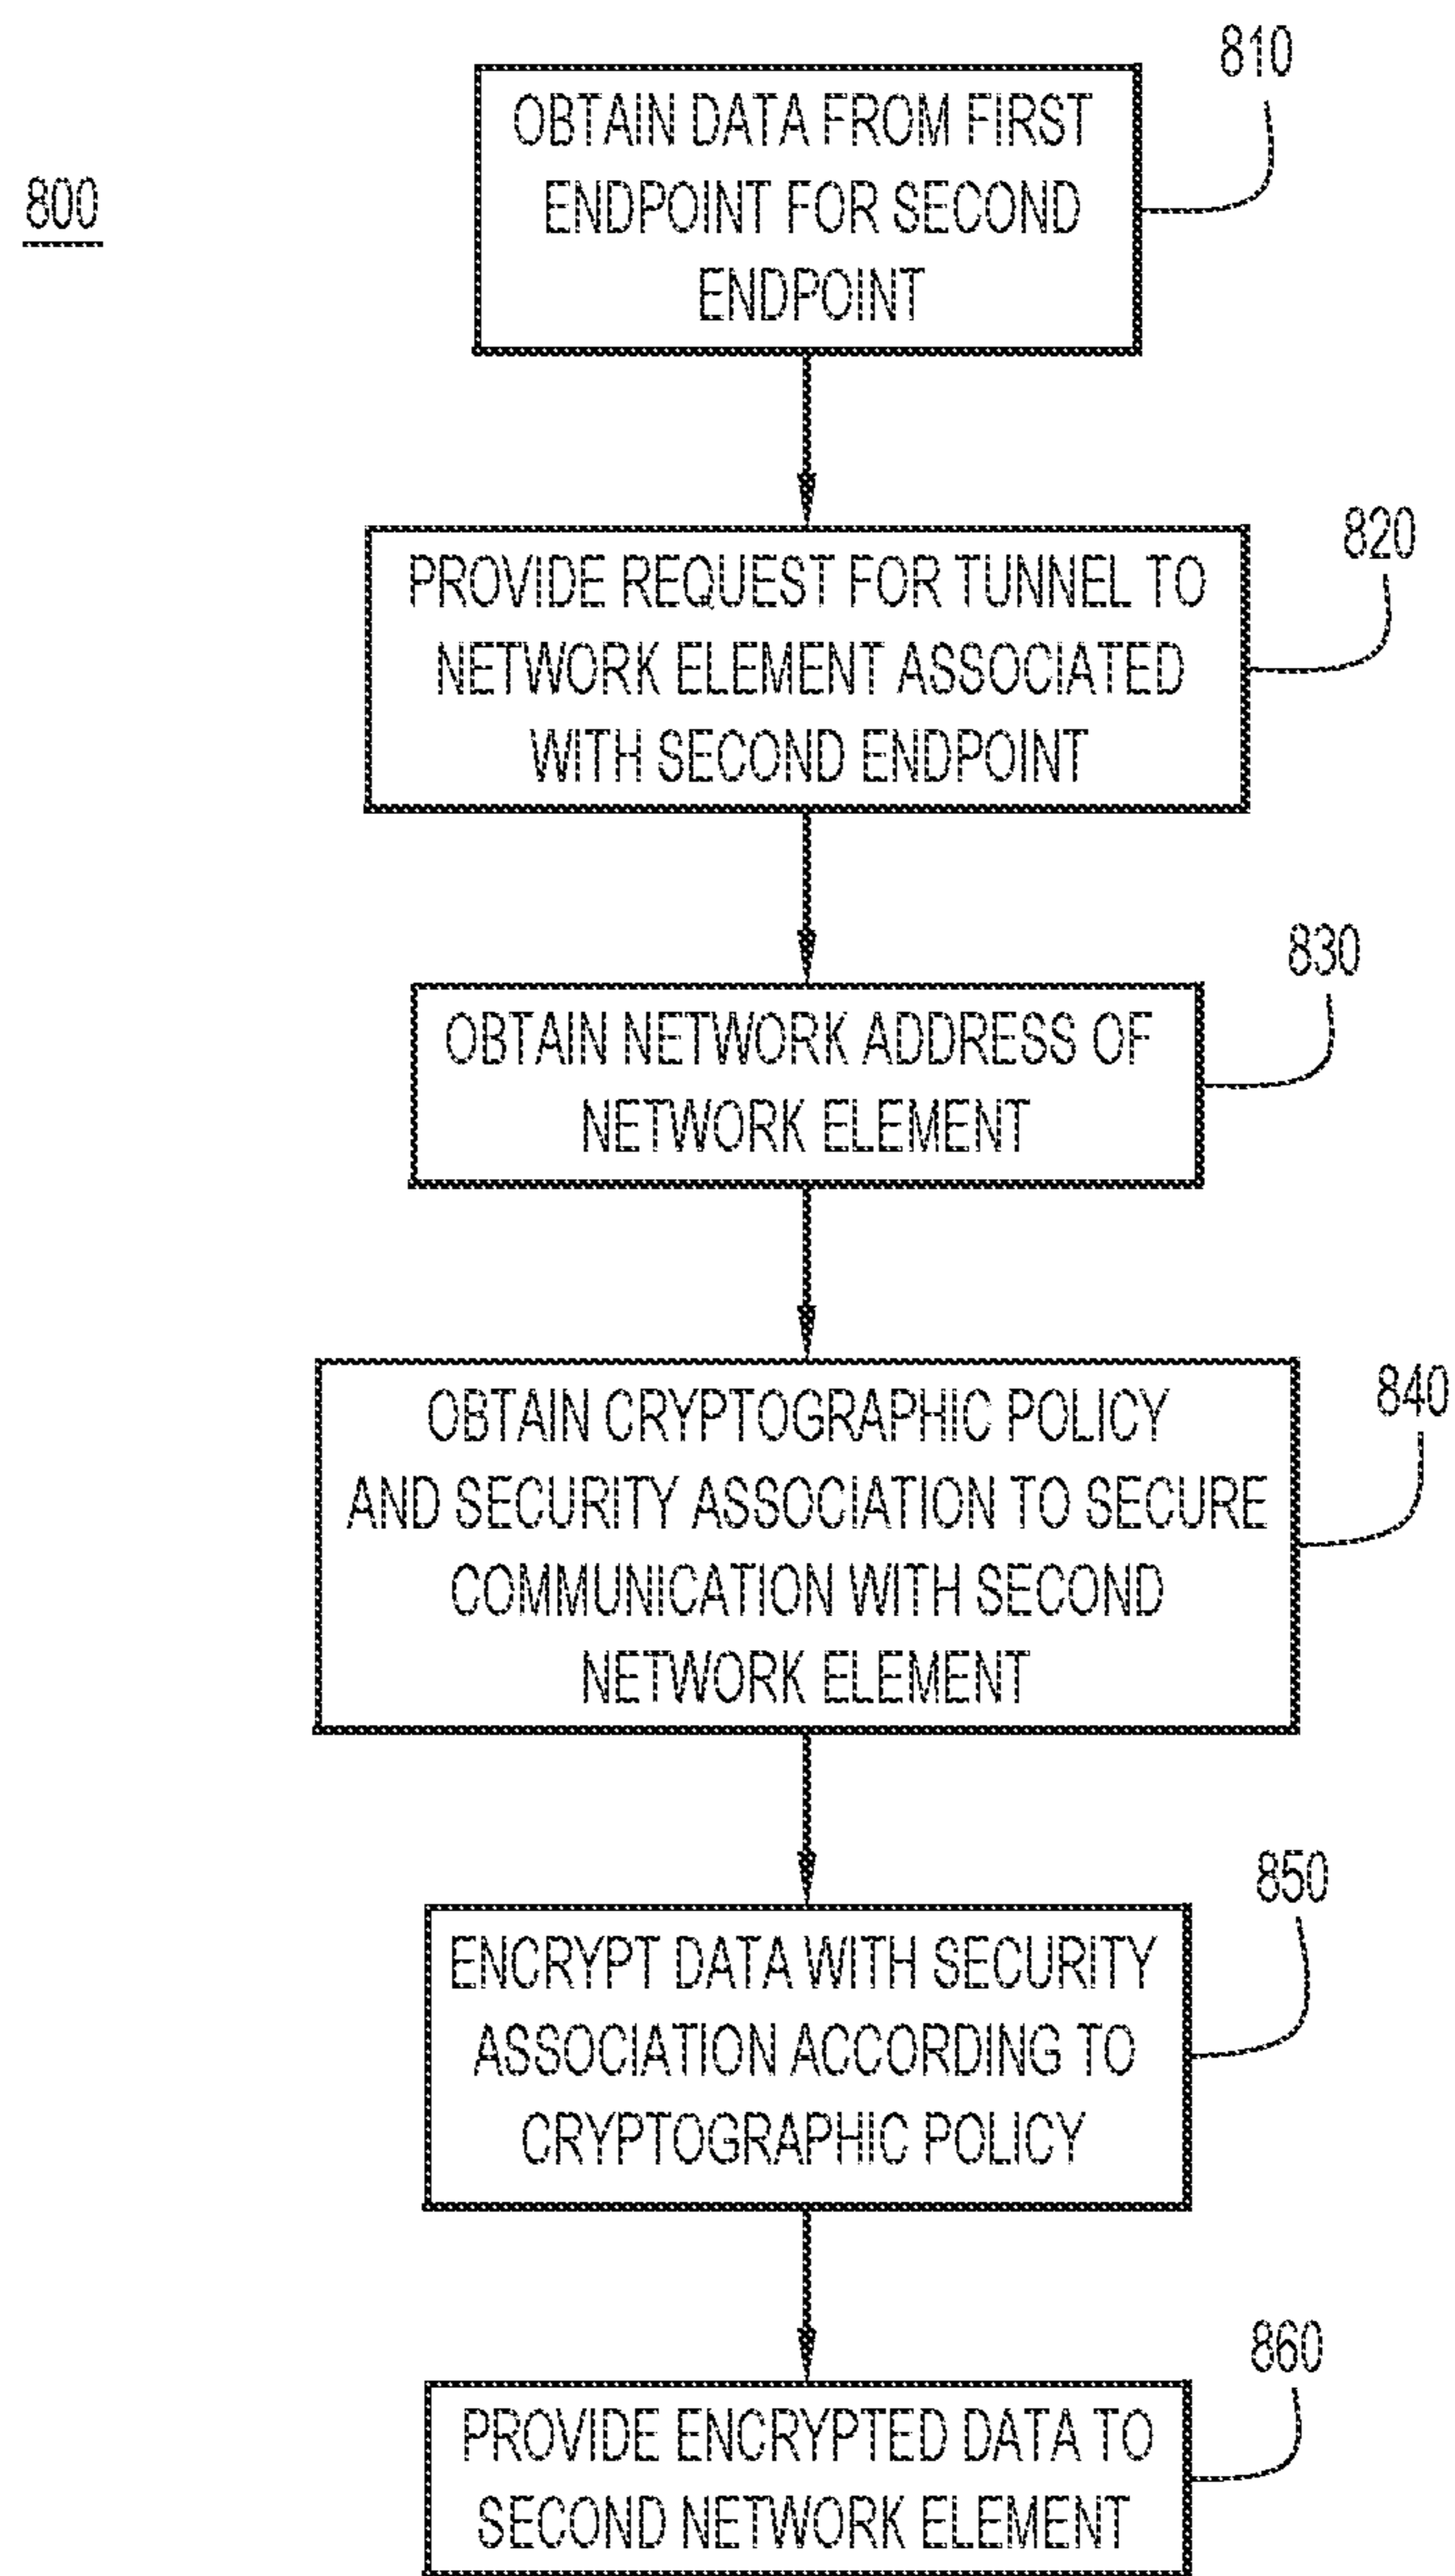 800
810
OBTAIN DATA FROM FIRST
ENDPOINT FOR SECOND
ENDPOINT
820
PROVIDE REQUEST FOR TUNNEL TO
NETWORK ELEMENT ASSOCIATED
WITH SECOND ENDPOINT
830
OBTAIN NETWORK ADDRESS OF
NETWORK ELEMENT
840
OBTAIN CRYPTOGRAPHIC POLICY
AND SECURITY ASSOCIATION TO SECURE
COMMUNICATION WITH SECOND
NETWORK ELEMENT
850
ENCRYPT DATA WITH SECURITY
ASSOCIATION ACCORDING TO
CRYPTOGRAPHIC POLICY
860
PROVIDE ENCRYPTED DATA TO
SECOND NETWORK ELEMENT